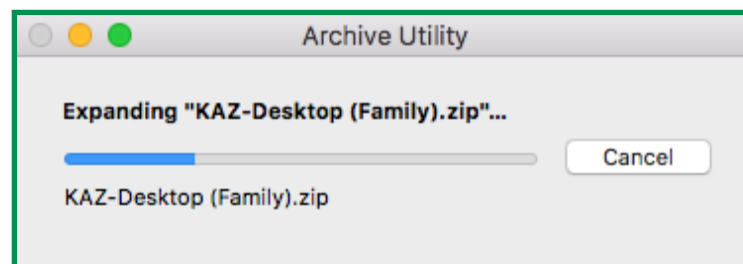 Archive Utility
Expanding "KAZ-Desktop (Family).zip"...
Cancel
KAZ-Desktop (Family).zip